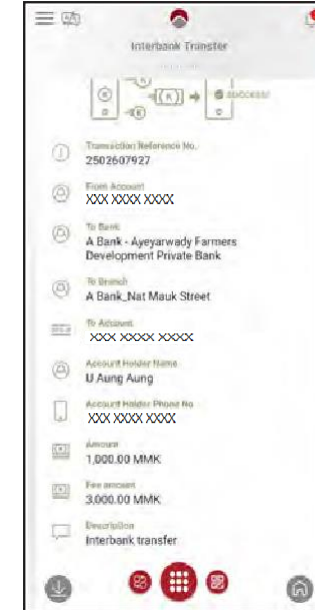 Interbank Transfer
SUCCESS!
Transaction Reference No.
2502607927
From Account
XXX XXXX XXXX
To Bank
A Bank - Ayeyarwady Farmers
Development Private Bank
To Branch
A Bank_Nat Mauk Street
To Account
XXX XXXX XXXX
Account Holder Name
U Aung Aung
Account Holder Phone No
XXX XXXX XXXX
Amount
1,000.00 MMK
Fee amount
3,000.00 MMK
Description
Interbank transfer